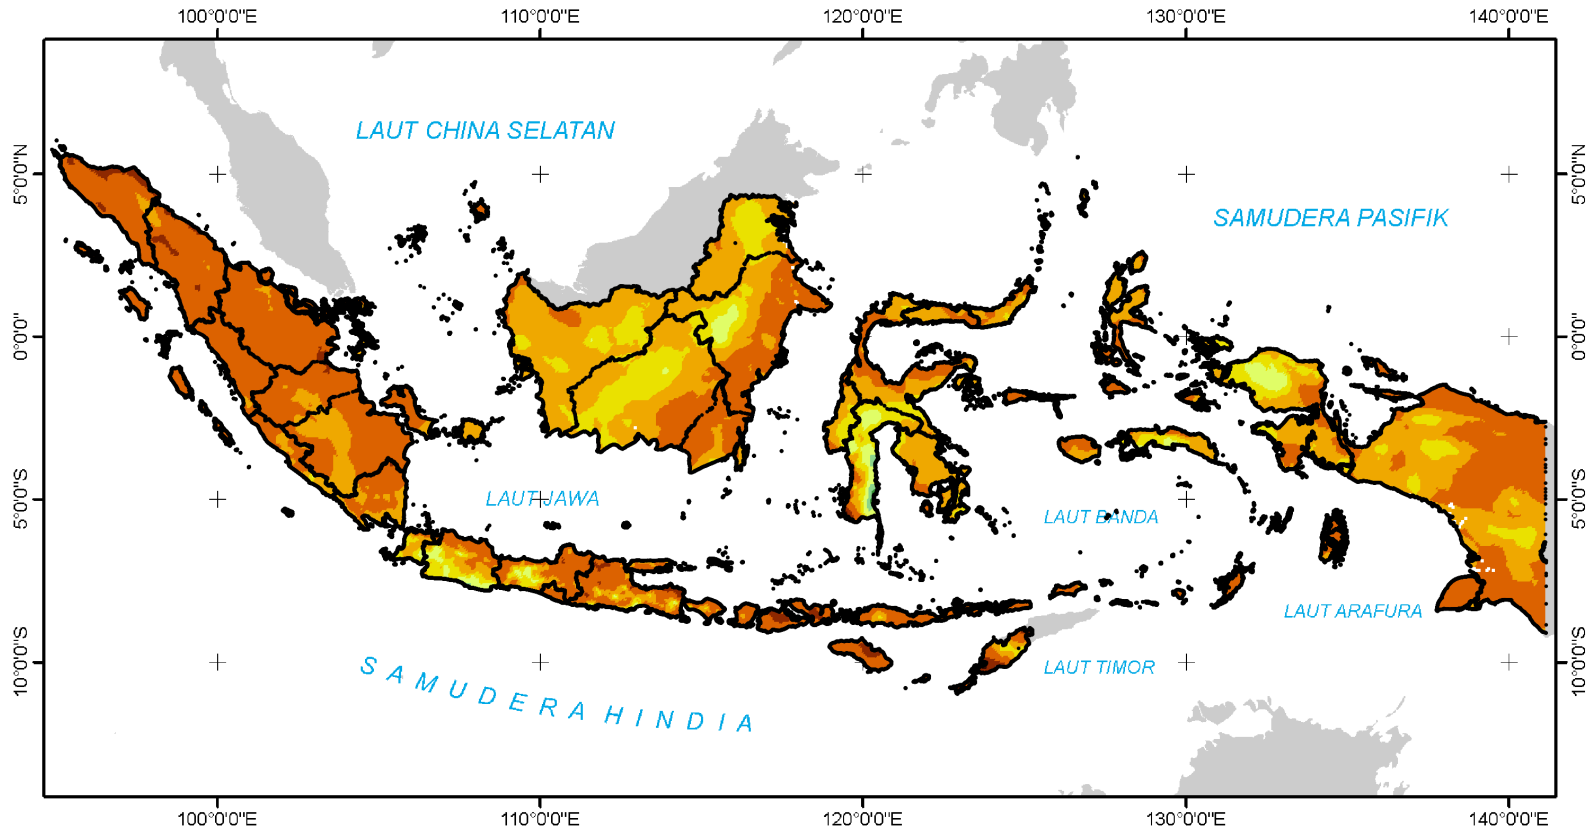 100°0'0"E 110°0'0"E 120°0'0"E 130°0'0"E 140°0'0"E
LAUT CHINA SELATAN
5°0'0"N 5°0'0"N
SAMUDERA PASIFIK
0°0'0" 0°0'0"
5°0'0"S 5°0'0"S
LAUT JAWA
LAUT BANDA
LAUT ARAFURA
10°0'0"S 10°0'0"S
LAUT TIMOR
SAMUDERA HINDIA
100°0'0"E 110°0'0"E 120°0'0"E 130°0'0"E 140°0'0"E